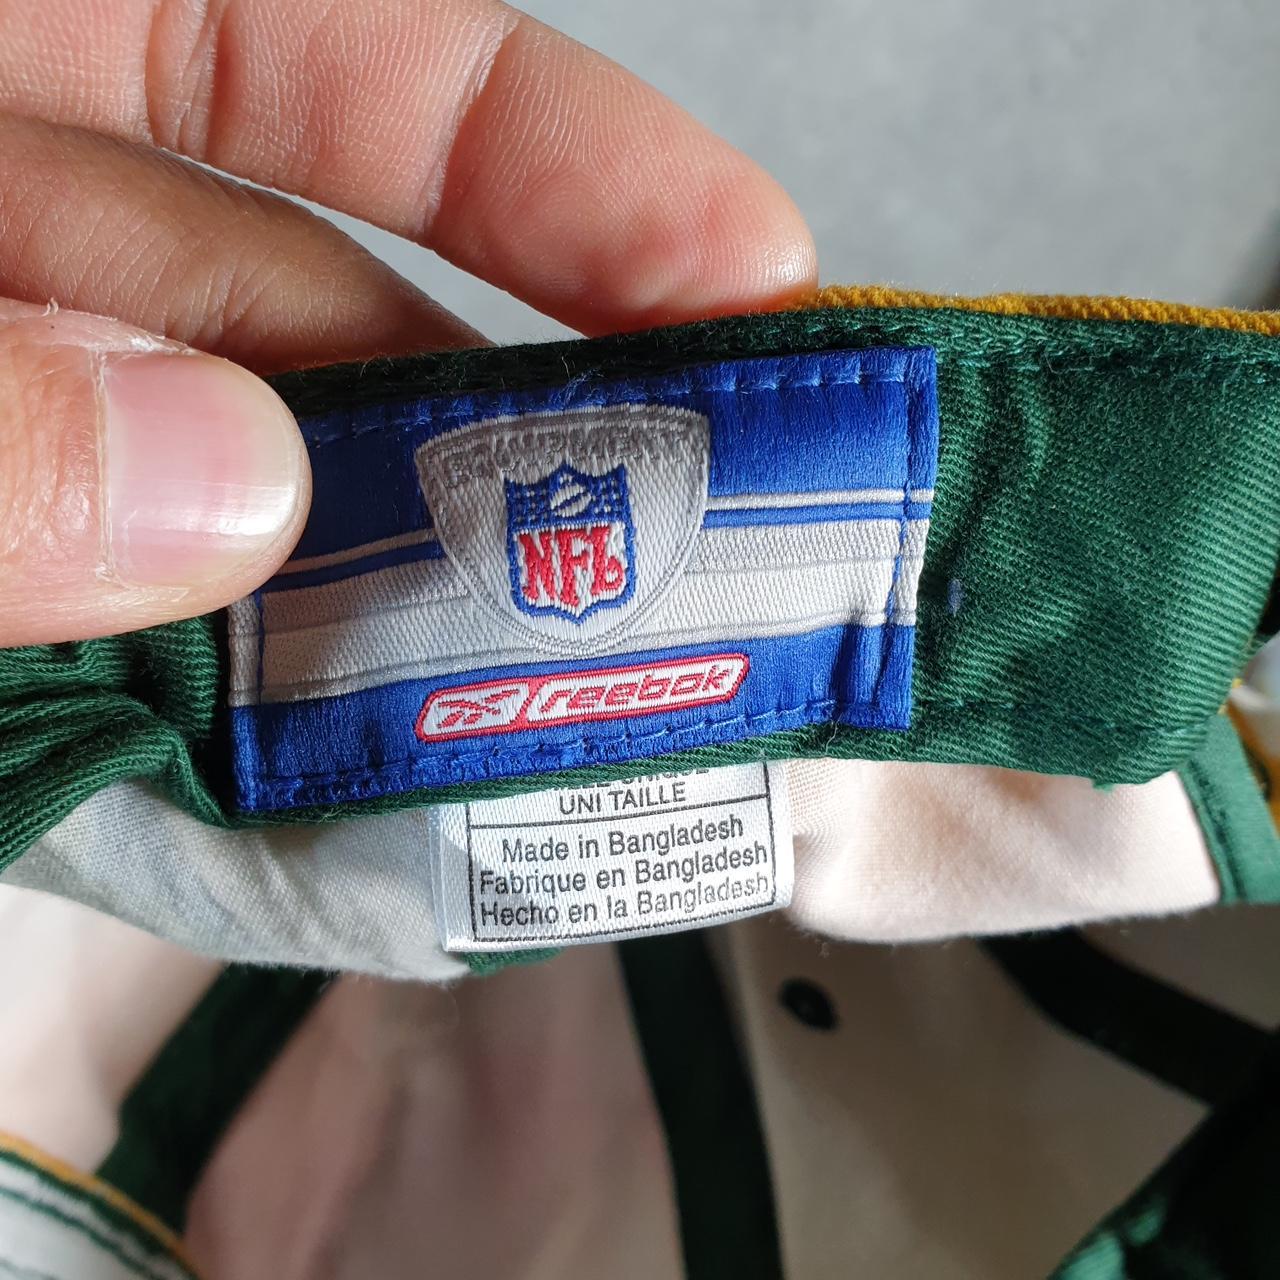 EQUIPMENT
NFL
reebok
UNI TAILLE
Made in Bangladesh
Fabrique en Bangladesh
Hecho en la Bangladesh